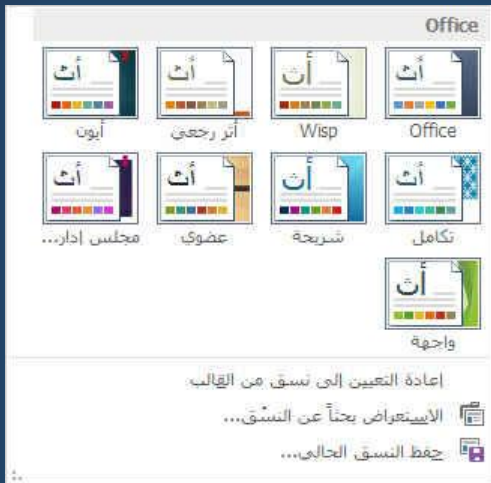 Office
أث أث أث أث
Office Wisp أثر رجعي أيون
أث أث أث أث
تكامل شريحة عضوي مجلس إدار...
أث
واجهة
إعادة التعيين إلى نسق من القالب
الاستعراض بحثاً عن النسّق...
حفظ النسق الحالي...